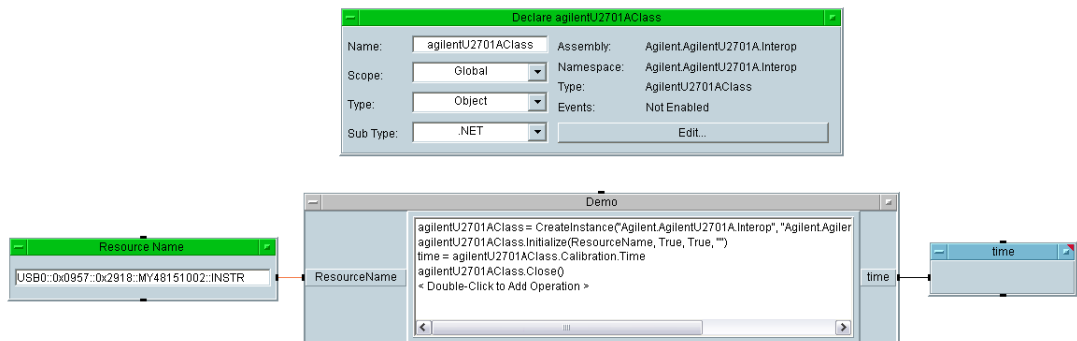 Declare agilentU2701AClass
Name: agilentU2701AClass Assembly: Agilent.AgilentU2701A.Interop
Scope: Global Namespace: Agilent.AgilentU2701A.Interop
Type: Object Type: AgilentU2701AClass
Events: Not Enabled
Sub Type: .NET Edit...
Demo
agilentU2701AClass = CreateInstance("Agilent.AgilentU2701A.Interop", "Agilent.Agiler
agilentU2701AClass.Initialize(ResourceName, True, True, "")
time = agilentU2701AClass.Calibration.Time
agilentU2701AClass.Close()
< Double-Click to Add Operation >
Resource Name
USB0::0x0957::0x2918::MY48151002::INSTR
ResourceName
time
time